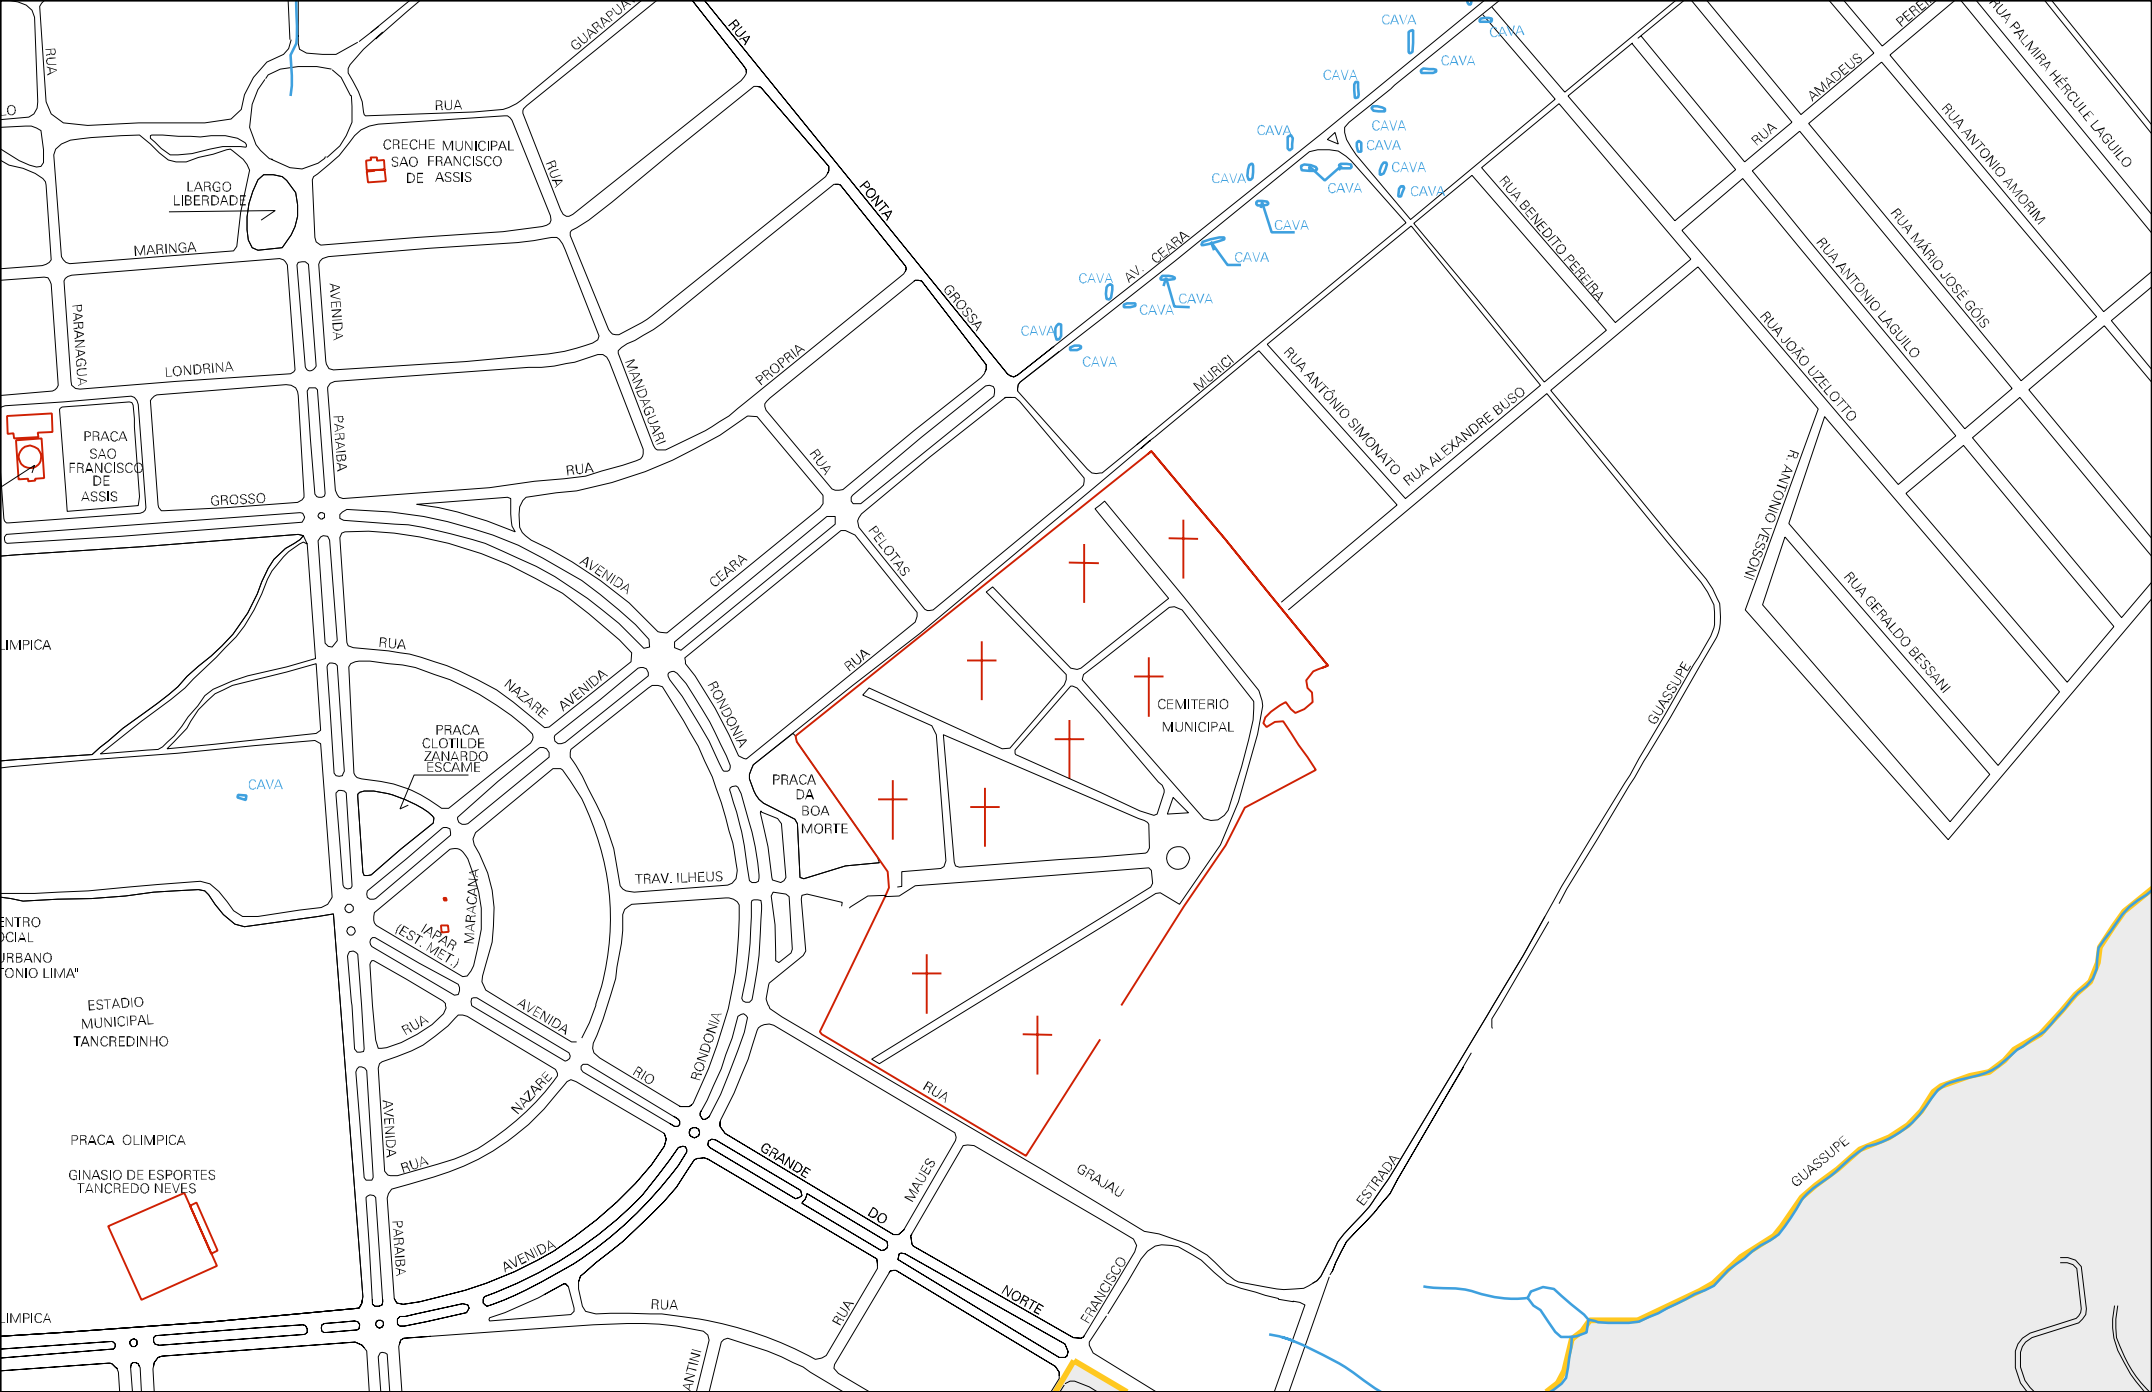 RUA
GUARAPUA
RUA
CAVA
CAVA
RUA PALMIRA HÉRCULE LAGUILO
CAVA
CAVA
AMADEUS
RUA
RUA
CAVA
CAVA
RUA ANTONIO AMORIM
CRECHE MUNICIPAL
SAO FRANCISCO
DE ASSIS
CAVA
CAVA
CAVA
CAVA
CAVA
CAVA
RUA
LARGO
LIBERDADE
PONTA
RUA BENEDITO PEREIRA
RUA MÁRIO JOSÉ GÓIS
MARINGA
CAVA
AV. CEARA
CAVA
RUA ANTONIO LAGUILO
PARANAGUA
AVENIDA
GROSSA
CAVA
CAVA
CAVA
CAVA
CAVA
RUA JOÃO UZELOTTO
LONDRINA
MANDAGUARI
PROPRIA
MURICI
RUA ANTÔNIO SIMONATO
RUA ALEXANDRE BUSO
PARAIBA
PRACA
SAO
FRANCISCO
DE
ASSIS
RUA
RUA
GROSSO
R. ANTONIO VESSONI
PELOTAS
AVENIDA
CEARA
RUA GERALDO BESSANI
LIMPICA
RUA
RUA
NAZARE
AVENIDA
RONDONIA
CEMITERIO
MUNICIPAL
GUASSUPE
PRACA
CLOTILDE
ZANARDO
ESCAME
CAVA
PRACA
DA
BOA
MORTE
TRAV. ILHEUS
MARACANA
IAPAR
(EST. MET.)
ENTRO
OCIAL
URBANO
TONIO LIMA"
ESTADIO
MUNICIPAL
TANCREDINHO
RUA
AVENIDA
RONDONIA
RIO
NAZARE
RUA
AVENIDA
PRACA OLIMPICA
GINASIO DE ESPORTES
TANCREDO NEVES
RUA
GRANDE
MAUES
GRAJAU
ESTRADA
GUASSUPE
PARAIBA
AVENIDA
DO
NORTE
FRANCISCO
RUA
RUA
LIMPICA
ANTINI